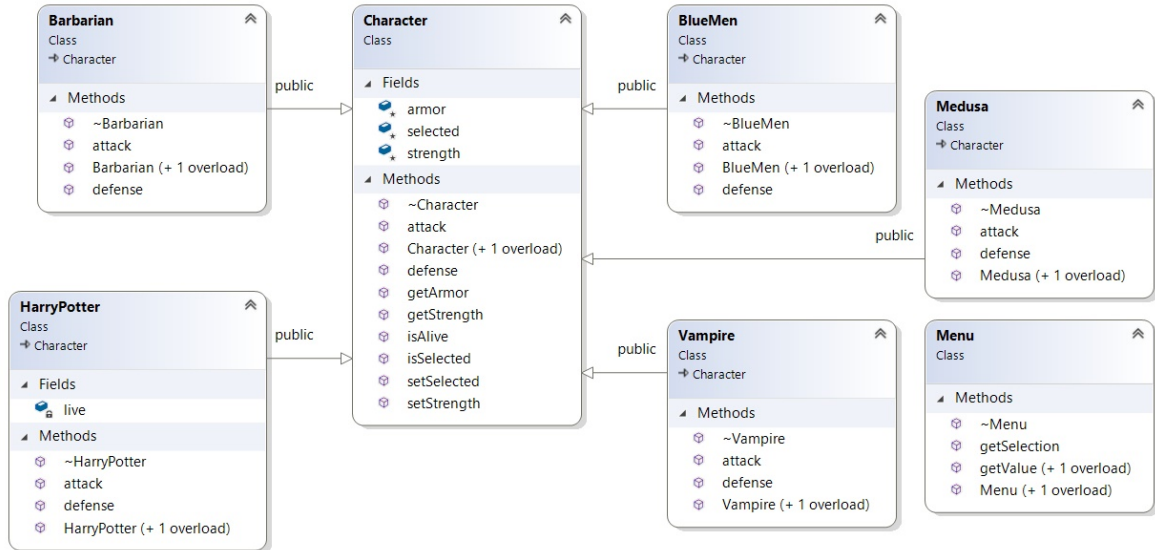 Barbarian
Class
Character
Methods
~Barbarian
attack
Barbarian (+ 1 overload)
defense
public
Character
Class
Fields
armor
selected
strength
Methods
~Character
attack
Character (+ 1 overload)
defense
getArmor
getStrength
isAlive
isSelected
setSelected
setStrength
public
BlueMen
Class
Character
Methods
~BlueMen
attack
BlueMen (+ 1 overload)
defense
public
Medusa
Class
Character
Methods
~Medusa
attack
defense
Medusa (+ 1 overload)
HarryPotter
Class
Character
Fields
live
Methods
~HarryPotter
attack
defense
HarryPotter (+ 1 overload)
public
public
Vampire
Class
Character
Methods
~Vampire
attack
defense
Vampire (+ 1 overload)
Menu
Class
Methods
~Menu
getSelection
getValue (+ 1 overload)
Menu (+ 1 overload)